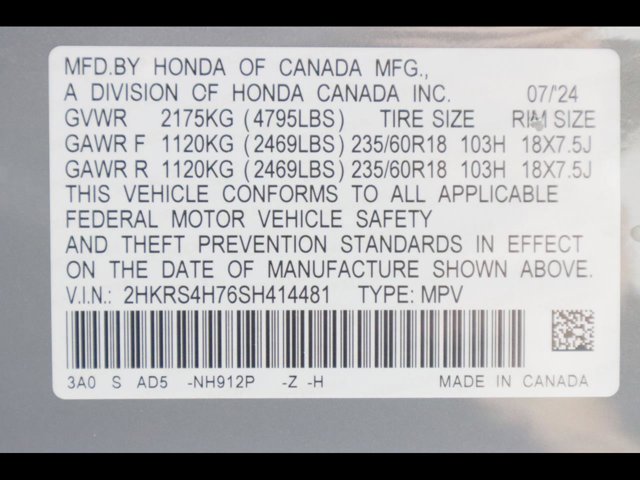 MFD.BY HONDA OF CANADA MFG.,
A DIVISION OF HONDA CANADA INC. 07/'24
GVWR 2175KG (4795LBS) TIRE SIZE RIM SIZE
GAWR F 1120KG (2469LBS) 235/60R18 103H 18X7.5J
GAWR R 1120KG (2469LBS) 235/60R18 103H 18X7.5J
THIS VEHICLE CONFORMS TO ALL APPLICABLE
FEDERAL MOTOR VEHICLE SAFETY
AND THEFT PREVENTION STANDARDS IN EFFECT
ON THE DATE OF MANUFACTURE SHOWN ABOVE.
V.I.N.: 2HKRS4H76SH414481 TYPE: MPV
3A0 S AD5 -NH912P -Z -H MADE IN CANADA